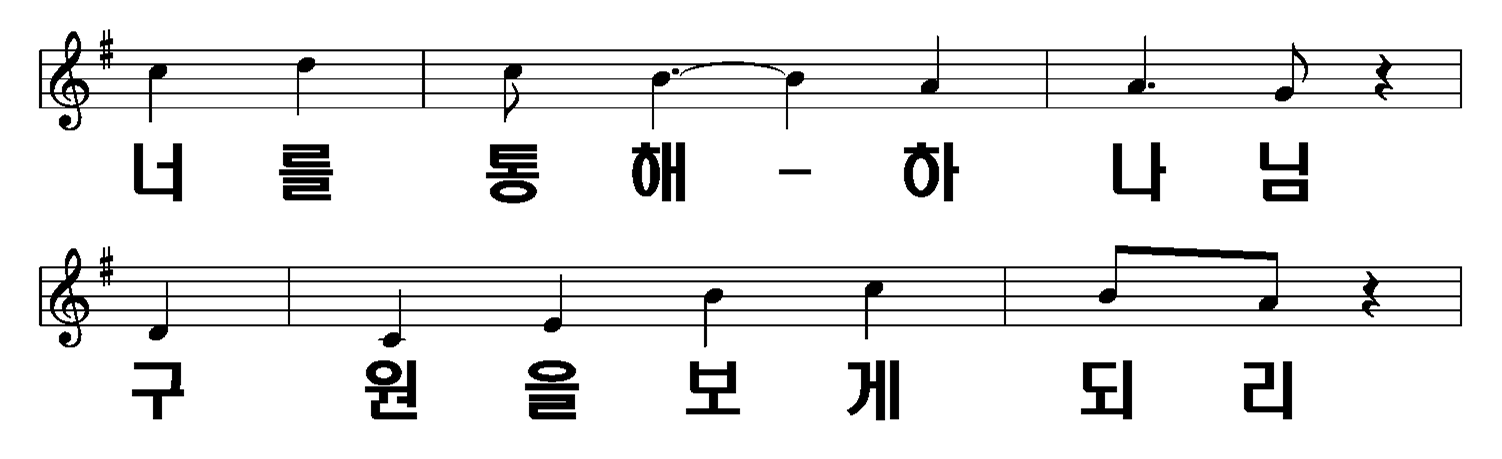 너 를 통 해 - 하 나 님
구 원 을 보 게 되 리